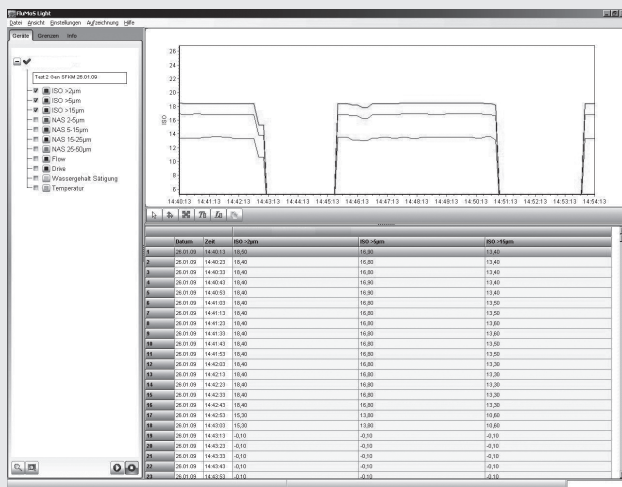 FluMoS Light
Datei Ansicht Einstellungen Aufzeichnung Hilfe
Geräte Grenzen Info
ISO >2µm
ISO >5µm
ISO >15µm
NAS 2-5µm
NAS 5-15µm
NAS 15-25µm
NAS 25-50µm
Flow
Drive
Wassergehalt Sätigung
Temperatur
ISO
26
24
22
20
18
16
14
12
10
8
6
14:40:13 14:41:13 14:42:13 14:43:13 14:44:13 14:45:13 14:46:13 14:47:13 14:48:13 14:49:13 14:50:13 14:51:13 14:52:13 14:53:13 14:54:13
Datum Zeit ISO >2µm ISO >5µm ISO >15µm
1 26.01.09 14:40:13 18,50 16,90 13,40
2 26.01.09 14:40:23 18,40 16,80 13,40
3 26.01.09 14:40:33 18,40 16,80 13,40
4 26.01.09 14:40:43 18,40 16,90 13,40
5 26.01.09 14:40:53 18,40 16,90 13,40
6 26.01.09 14:41:03 18,40 16,80 13,50
7 26.01.09 14:41:13 18,40 16,80 13,50
8 26.01.09 14:41:23 18,40 16,80 13,60
9 26.01.09 14:41:33 18,40 16,80 13,60
10 26.01.09 14:41:43 18,40 16,80 13,50
11 26.01.09 14:41:53 18,40 16,80 13,50
12 26.01.09 14:42:03 18,40 16,80 13,30
13 26.01.09 14:42:13 18,40 16,80 13,30
14 26.01.09 14:42:23 18,40 16,80 13,30
15 26.01.09 14:42:33 18,40 16,80 13,30
16 26.01.09 14:42:43 18,40 16,80 13,30
17 26.01.09 14:42:53 15,30 13,80 10,60
18 26.01.09 14:43:03 15,30 13,80 10,60
19 26.01.09 14:43:13 -0,10 -0,10 -0,10
20 26.01.09 14:43:23 -0,10 -0,10 -0,10
21 26.01.09 14:43:33 -0,10 -0,10 -0,10
22 26.01.09 14:43:43 -0,10 -0,10 -0,10
23 26.01.09 14:43:53 -0,10 -0,10 -0,10